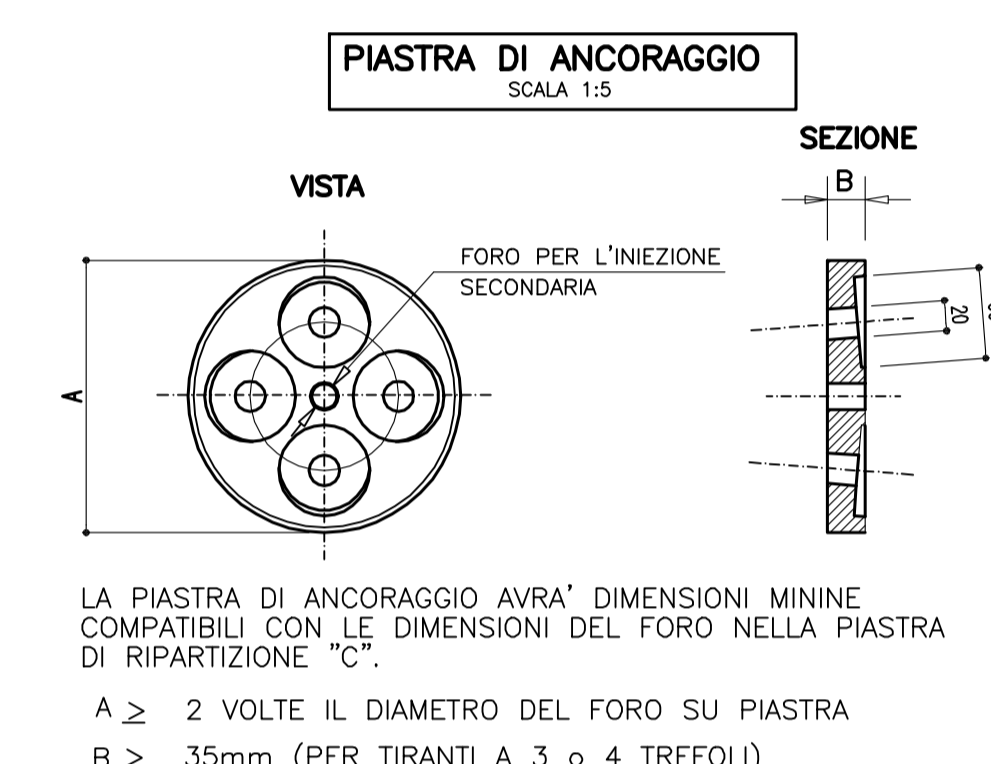 PIASTRA DI ANCORAGGIO
SCALA 1:5
SEZIONE
B
VISTA
FORO PER L'INIEZIONE
SECONDARIA
A
20
LA PIASTRA DI ANCORAGGIO AVRA' DIMENSIONI MININE
COMPATIBILI CON LE DIMENSIONI DEL FORO NELLA PIASTRA
DI RIPARTIZIONE "C".
A ≥ 2 VOLTE IL DIAMETRO DEL FORO SU PIASTRA
B ≥ 35mm (PER TIRANTI A 3 o 4 TREFOLI)